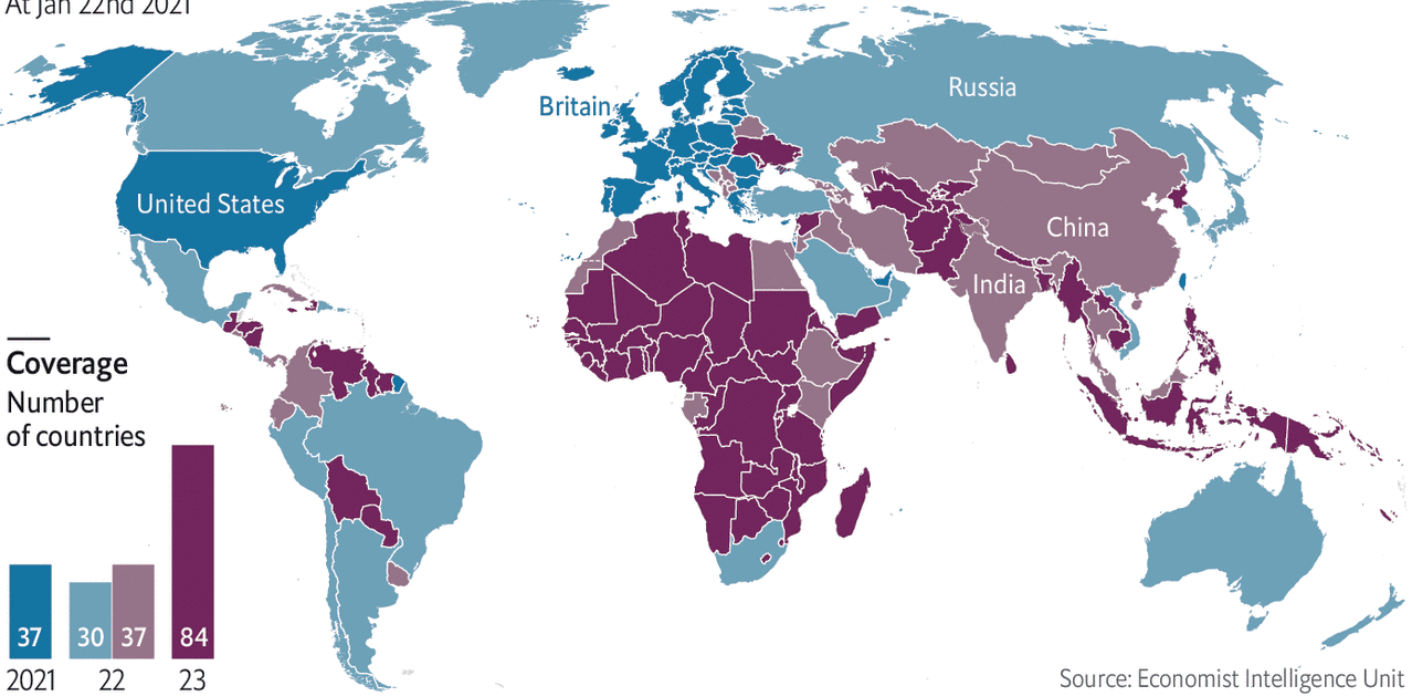 At Jan 22nd 2021
Britain
Russia
United States
China
India
Coverage
Number
of countries
37
30
37
84
2021
22
23
Source: Economist Intelligence Unit